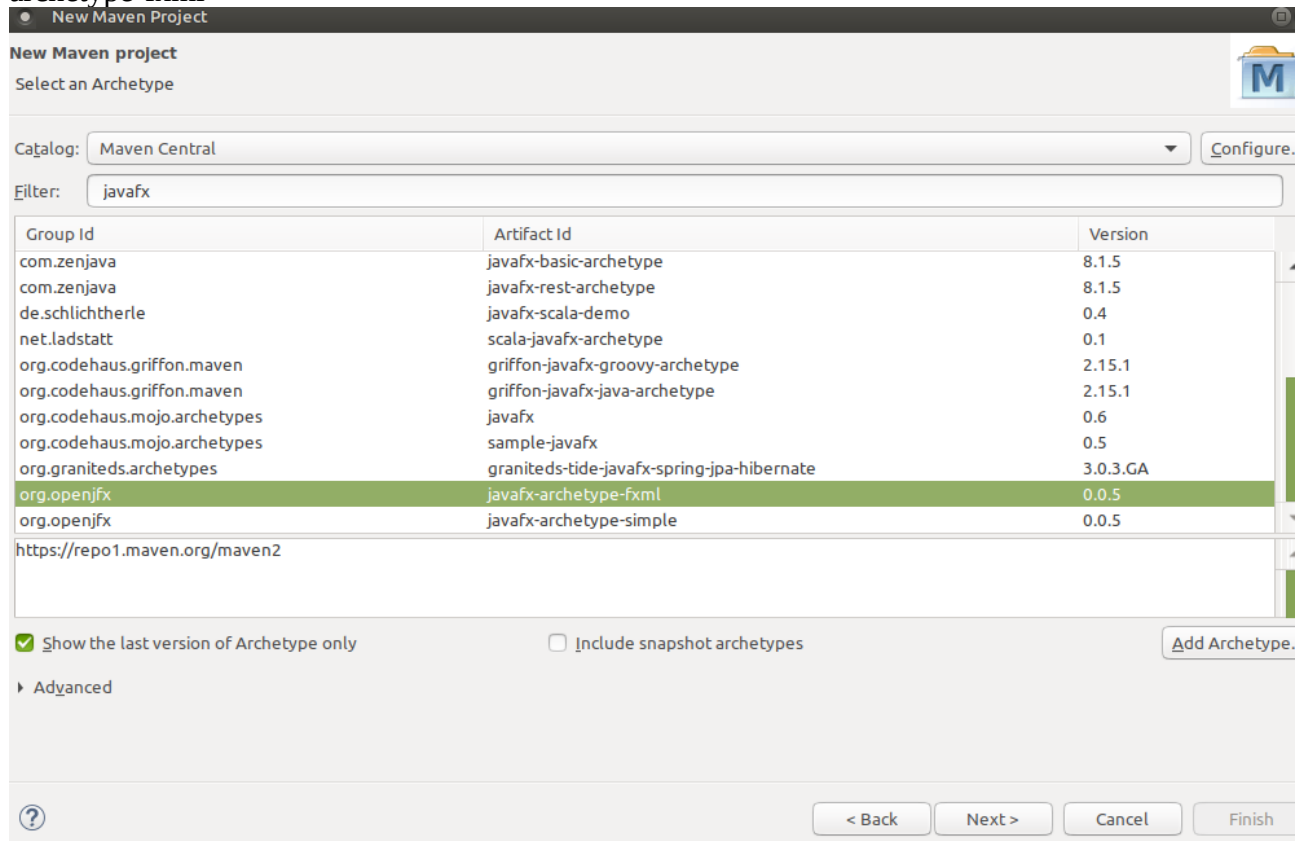 archetype-fxml
New Maven Project
New Maven project
Select an Archetype
M
Catalog: Maven Central Configure.
Filter: javafx
Group Id Artifact Id Version
com.zenjava javafx-basic-archetype 8.1.5
com.zenjava javafx-rest-archetype 8.1.5
de.schlichtherle javafx-scala-demo 0.4
net.ladstatt scala-javafx-archetype 0.1
org.codehaus.griffon.maven griffon-javafx-groovy-archetype 2.15.1
org.codehaus.griffon.maven griffon-javafx-java-archetype 2.15.1
org.codehaus.mojo.archetypes javafx 0.6
org.codehaus.mojo.archetypes sample-javafx 0.5
org.graniteds.archetypes graniteds-tide-javafx-spring-jpa-hibernate 3.0.3.GA
org.openjfx javafx-archetype-fxml 0.0.5
org.openjfx javafx-archetype-simple 0.0.5
https://repo1.maven.org/maven2
Show the last version of Archetype only Include snapshot archetypes Add Archetype.
Advanced
? < Back Next > Cancel Finish